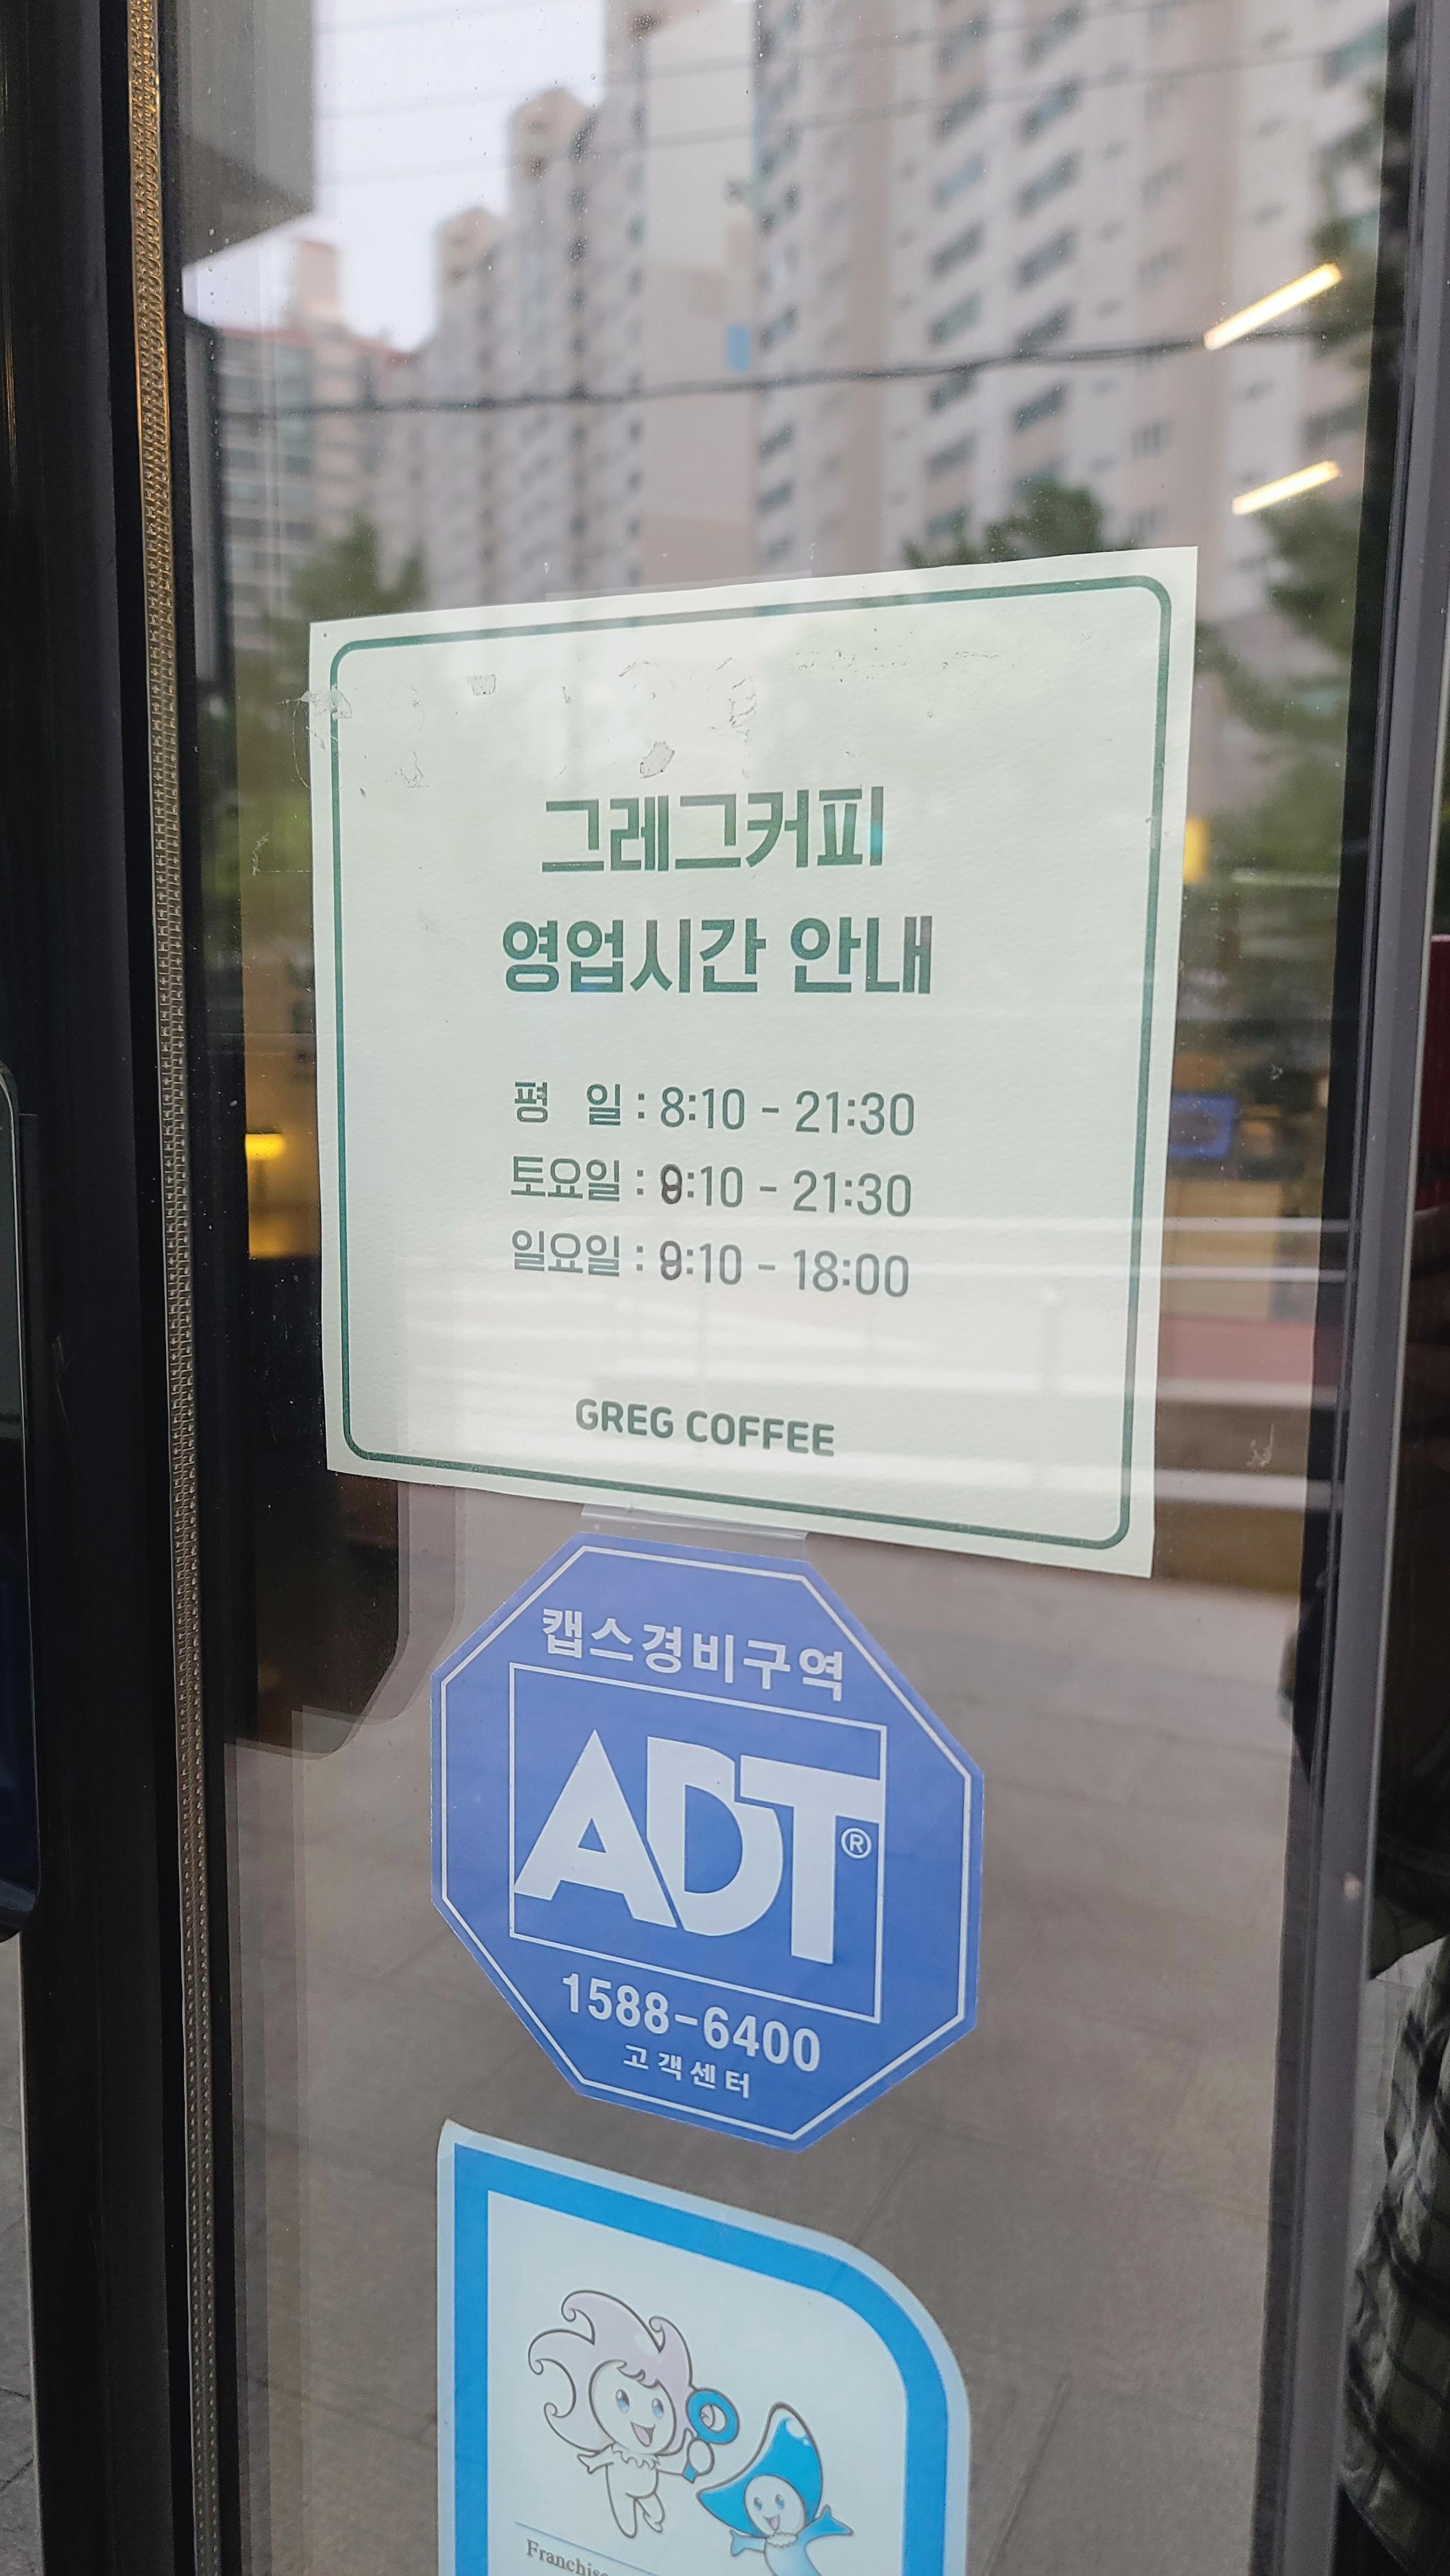 그레그커피
영업시간 안내
평 일 : 8:10 - 21:30
토요일 : 9:10 - 21:30
일요일 : 9:10 - 18:00
GREG COFFEE
캡스경비구역
ADT®
1588-6400
고객센터